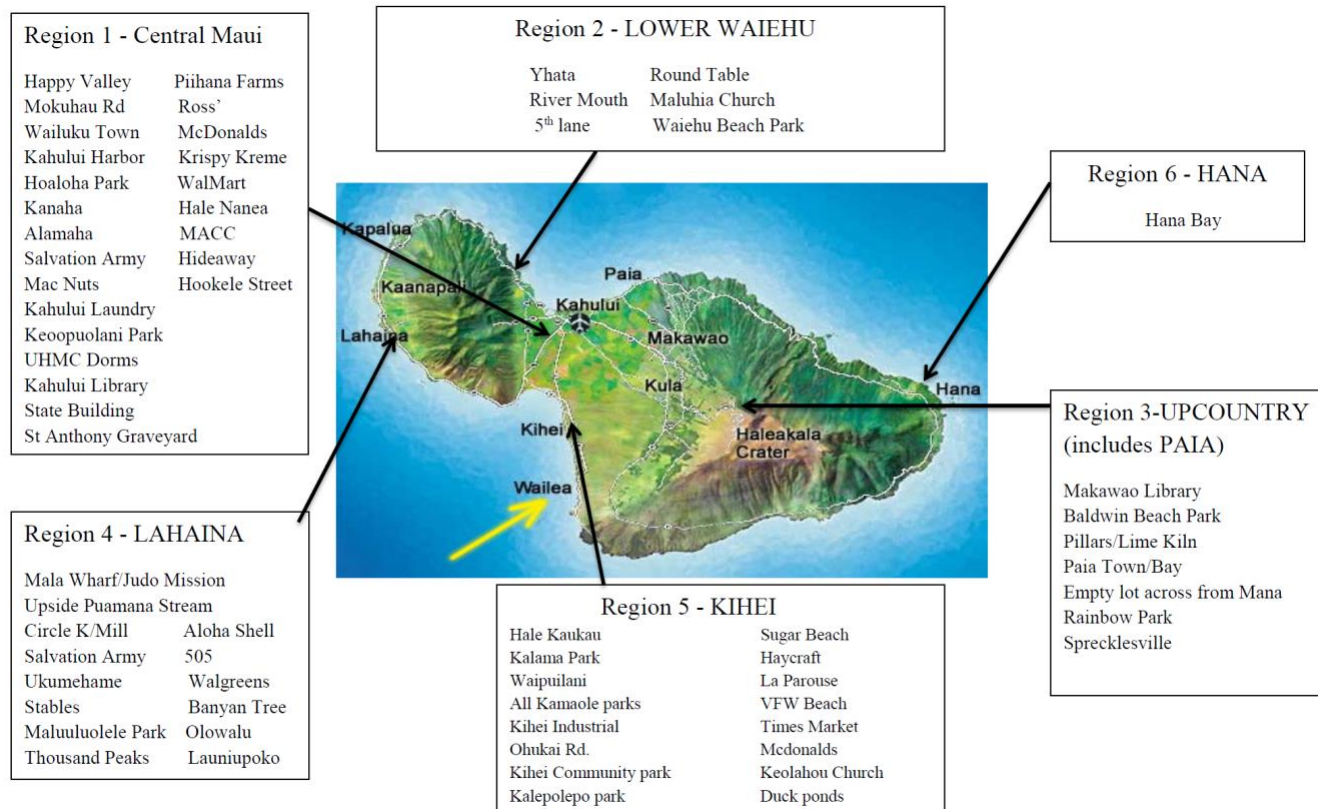 Region 1 - Central Maui
Happy Valley Piihana Farms
Mokuhau Rd Ross’
Wailuku Town McDonalds
Kahului Harbor Krispy Kreme
Hoaloha Park WalMart
Kanaha Hale Nanea
Alamaha MACC
Salvation Army Hideaway
Mac Nuts Hookele Street
Kahului Laundry
Keoopuolani Park
UHMC Dorms
Kahului Library
State Building
St Anthony Graveyard
Region 2 - LOWER WAIEHU
Yhata Round Table
River Mouth Maluhia Church
5th lane Waiehu Beach Park
Region 6 - HANA
Hana Bay
Kapalua
Kaanapali
Lahaina
Paia
Kahului
Makawao
Kula
Kihei
Wailea
Haleakala
Crater
Hana
Region 3-UPCOUNTRY
(includes PAIA)
Makawao Library
Baldwin Beach Park
Pillars/Lime Kiln
Paia Town/Bay
Empty lot across from Mana
Rainbow Park
Sprecklesville
Region 4 - LAHAINA
Mala Wharf/Judo Mission
Upside Puamana Stream
Circle K/Mill Aloha Shell
Salvation Army 505
Ukumehame Walgreens
Stables Banyan Tree
Maluuluolele Park Olowalu
Thousand Peaks Launiupoko
Region 5 - KIHEI
Hale Kaukau Sugar Beach
Kalama Park Haycraft
Waipuilani La Parouse
All Kamaole parks VFW Beach
Kihei Industrial Times Market
Ohukai Rd. Mcdonalds
Kihei Community park Keolahou Church
Kalepolepo park Duck ponds